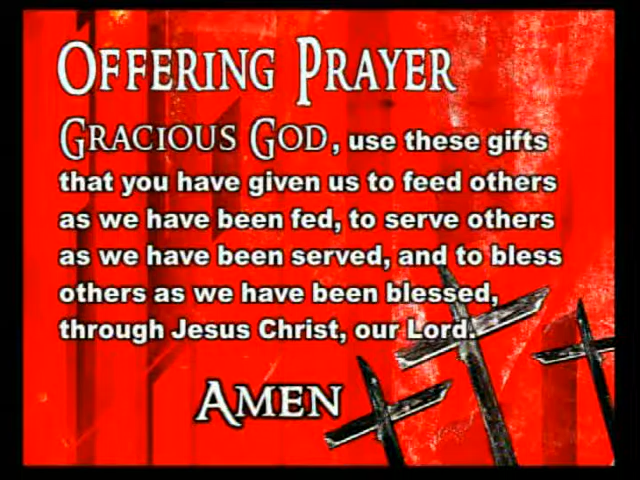 OFFERING PRAYER
GRACIOUS GOD, use these gifts
that you have given us to feed others
as we have been fed, to serve others
as we have been served, and to bless
others as we have been blessed,
through Jesus Christ, our Lord.
AMEN